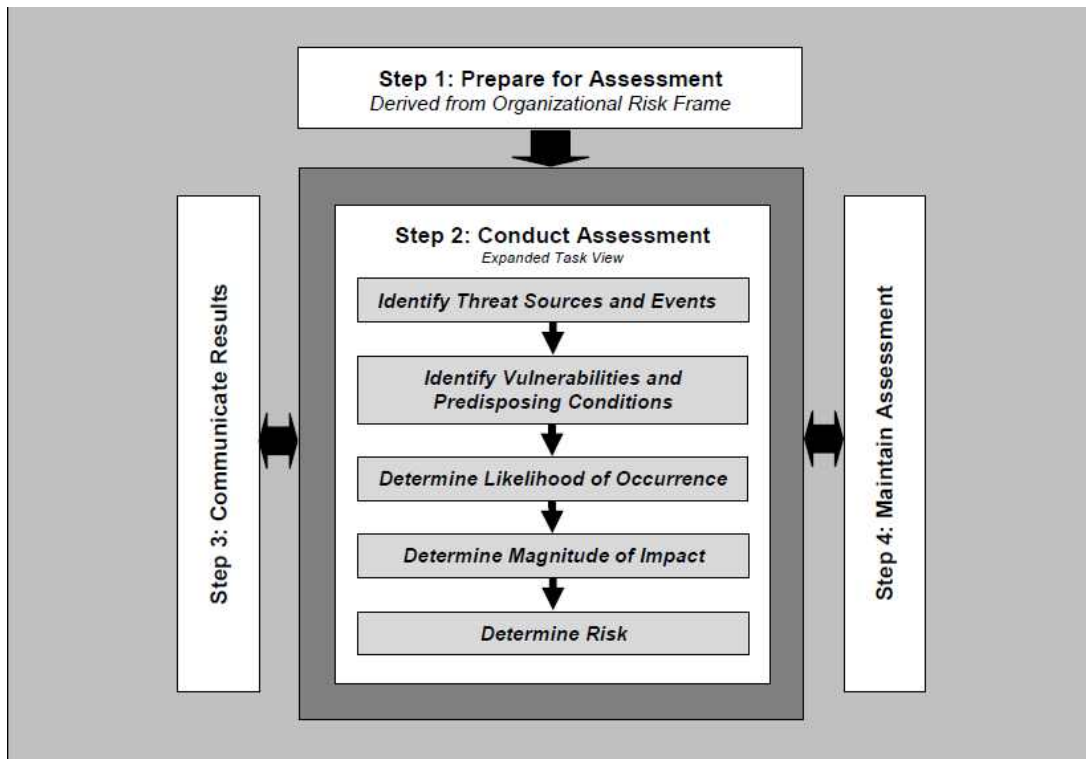 Step 1: Prepare for Assessment
Derived from Organizational Risk Frame
Step 2: Conduct Assessment
Expanded Task View
Identify Threat Sources and Events
Identify Vulnerabilities and
Predisposing Conditions
Determine Likelihood of Occurrence
Determine Magnitude of Impact
Determine Risk
Step 3: Communicate Results
Step 4: Maintain Assessment